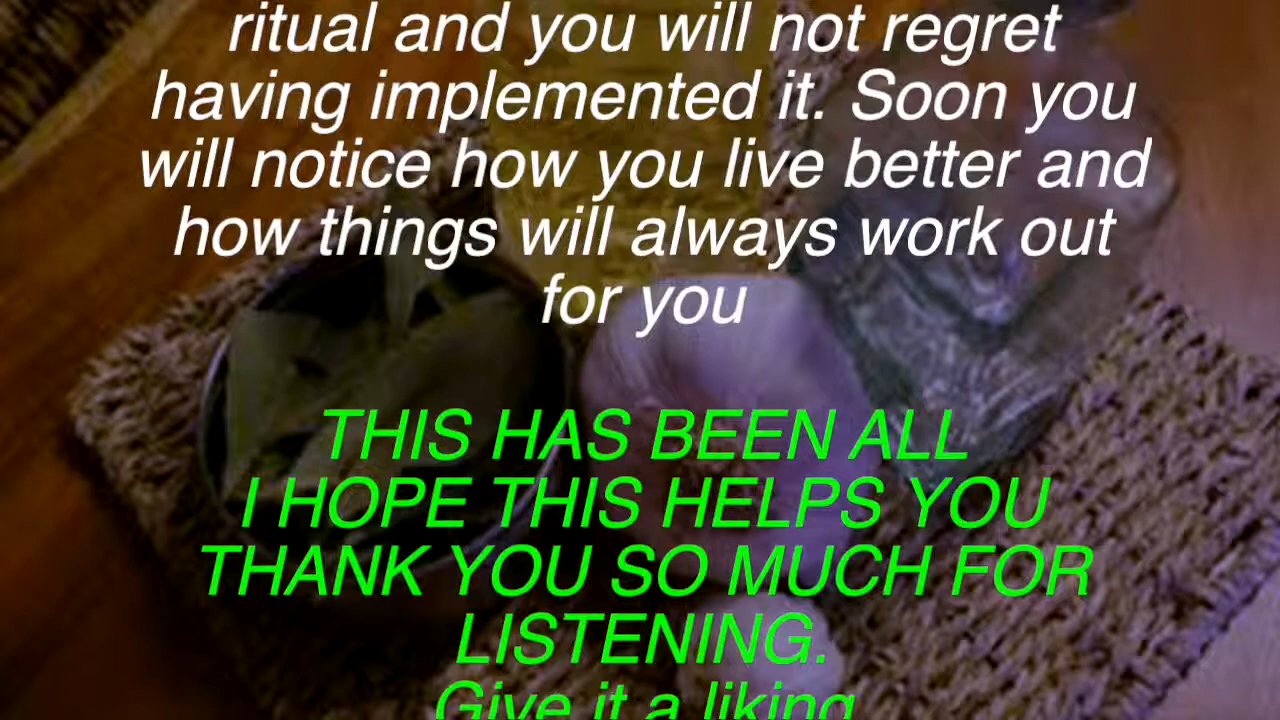 ritual and you will not regret
having implemented it. Soon you
will notice how you live better and
how things will always work out
for you
THIS HAS BEEN ALL
I HOPE THIS HELPS YOU
THANK YOU SO MUCH FOR
LISTENING.
Give it a liking